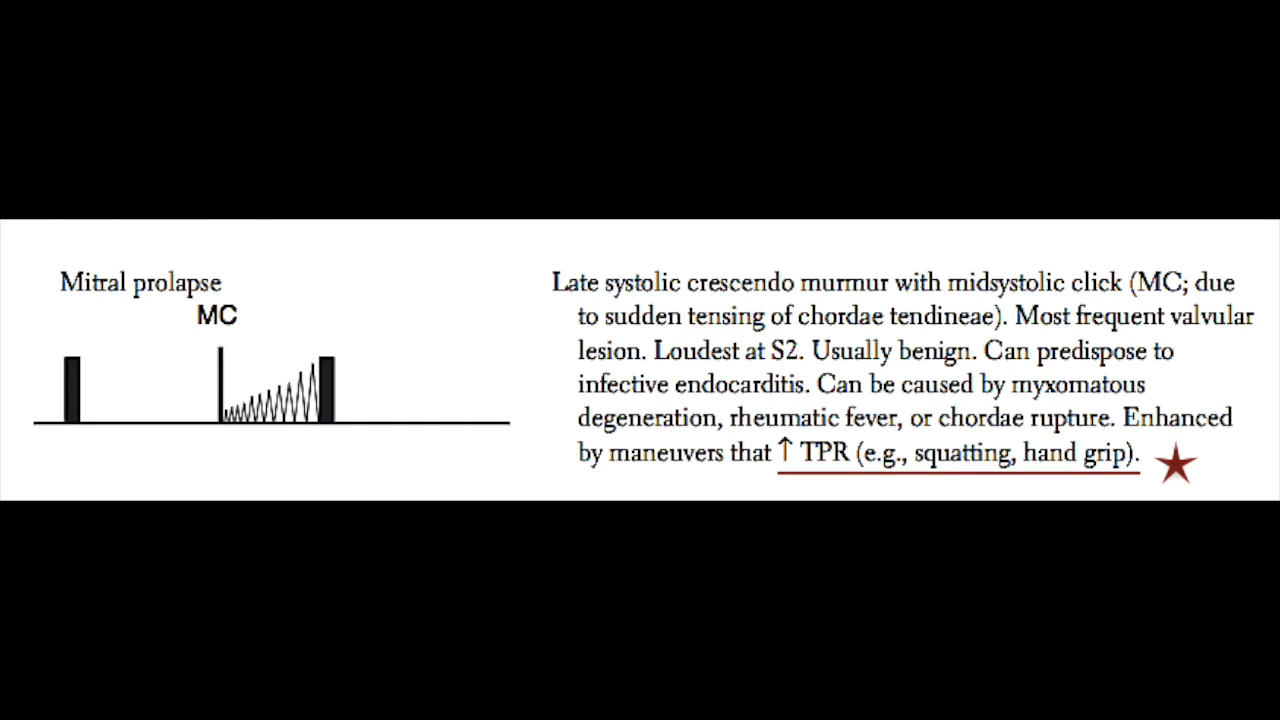 Mitral prolapse
MC
Late systolic crescendo murmur with midsystolic click (MC; due
to sudden tensing of chordae tendineae). Most frequent valvular
lesion. Loudest at S2. Usually benign. Can predispose to
infective endocarditis. Can be caused by myxomatous
degeneration, rheumatic fever, or chordae rupture. Enhanced
by maneuvers that ↑ TPR (e.g., squatting, hand grip).